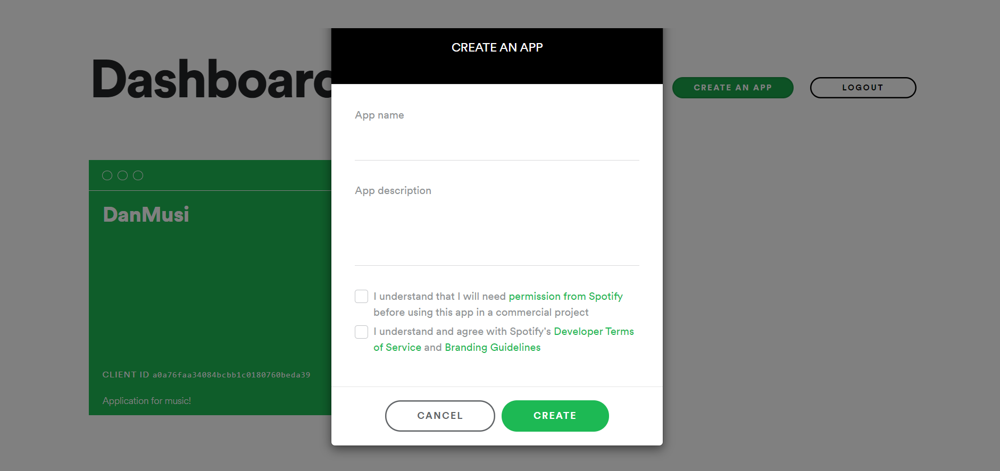 CREATE AN APP
Dashboard
CREATE AN APP
LOGOUT
App name
App description
DanMusi
I understand that I will need permission from Spotify
before using this app in a commercial project
I understand and agree with Spotify's Developer Terms
of Service and Branding Guidelines
CLIENT ID a0a76faa34084bcbb1c0180760beda39
Application for music!
CANCEL
CREATE